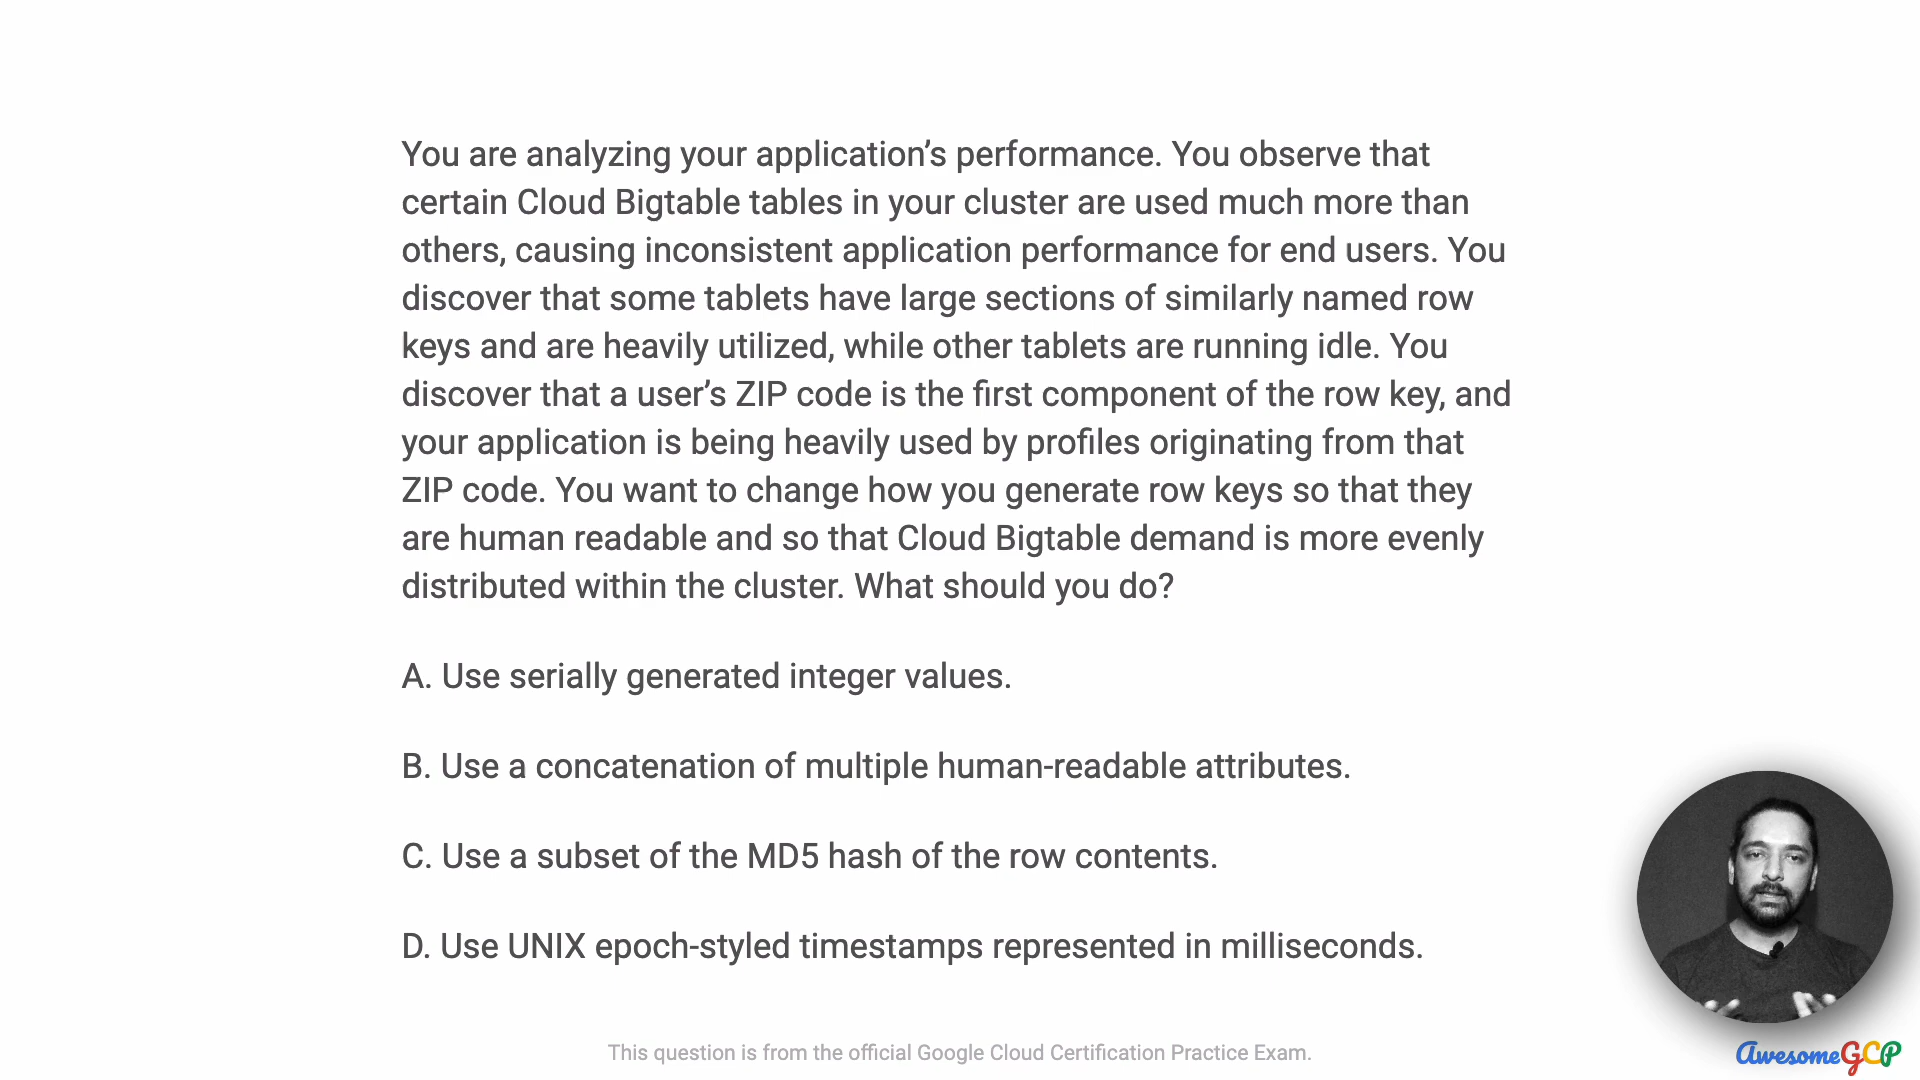 You are analyzing your application’s performance. You observe that
certain Cloud Bigtable tables in your cluster are used much more than
others, causing inconsistent application performance for end users. You
discover that some tablets have large sections of similarly named row
keys and are heavily utilized, while other tablets are running idle. You
discover that a user’s ZIP code is the first component of the row key, and
your application is being heavily used by profiles originating from that
ZIP code. You want to change how you generate row keys so that they
are human readable and so that Cloud Bigtable demand is more evenly
distributed within the cluster. What should you do?
A. Use serially generated integer values.
B. Use a concatenation of multiple human-readable attributes.
C. Use a subset of the MD5 hash of the row contents.
D. Use UNIX epoch-styled timestamps represented in milliseconds.
This question is from the official Google Cloud Certification Practice Exam.
AwesomeGCP